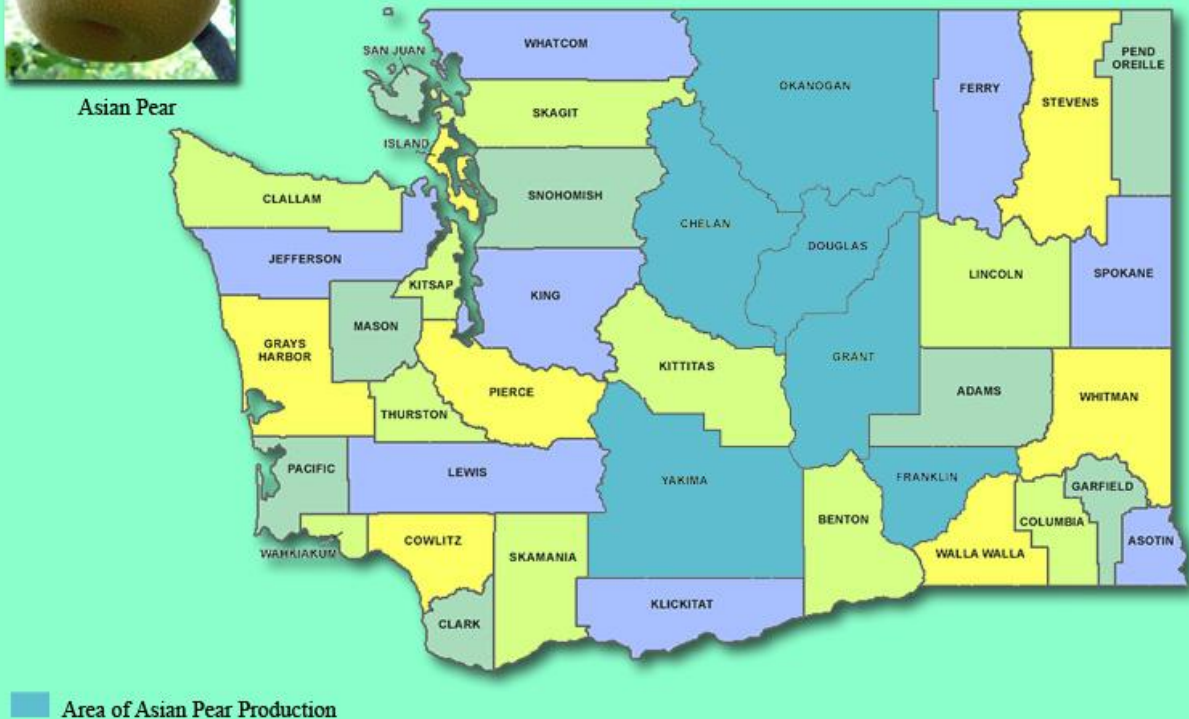 Asian Pear
SAN JUAN
WHATCOM
OKANOGAN
FERRY
STEVENS
PEND
OREILLE
SKAGIT
ISLAND
CLALLAM
SNOHOMISH
CHELAN
DOUGLAS
JEFFERSON
KITSAP
KING
LINCOLN
SPOKANE
MASON
GRAYS
HARBOR
GRANT
KITTITAS
PIERCE
ADAMS
WHITMAN
THURSTON
PACIFIC
LEWIS
YAKIMA
FRANKLIN
GARFIELD
BENTON
COLUMBIA
WAHKIAKUM
COWLITZ
SKAMANIA
WALLA WALLA
ASOTIN
KLICKITAT
CLARK
Area of Asian Pear Production